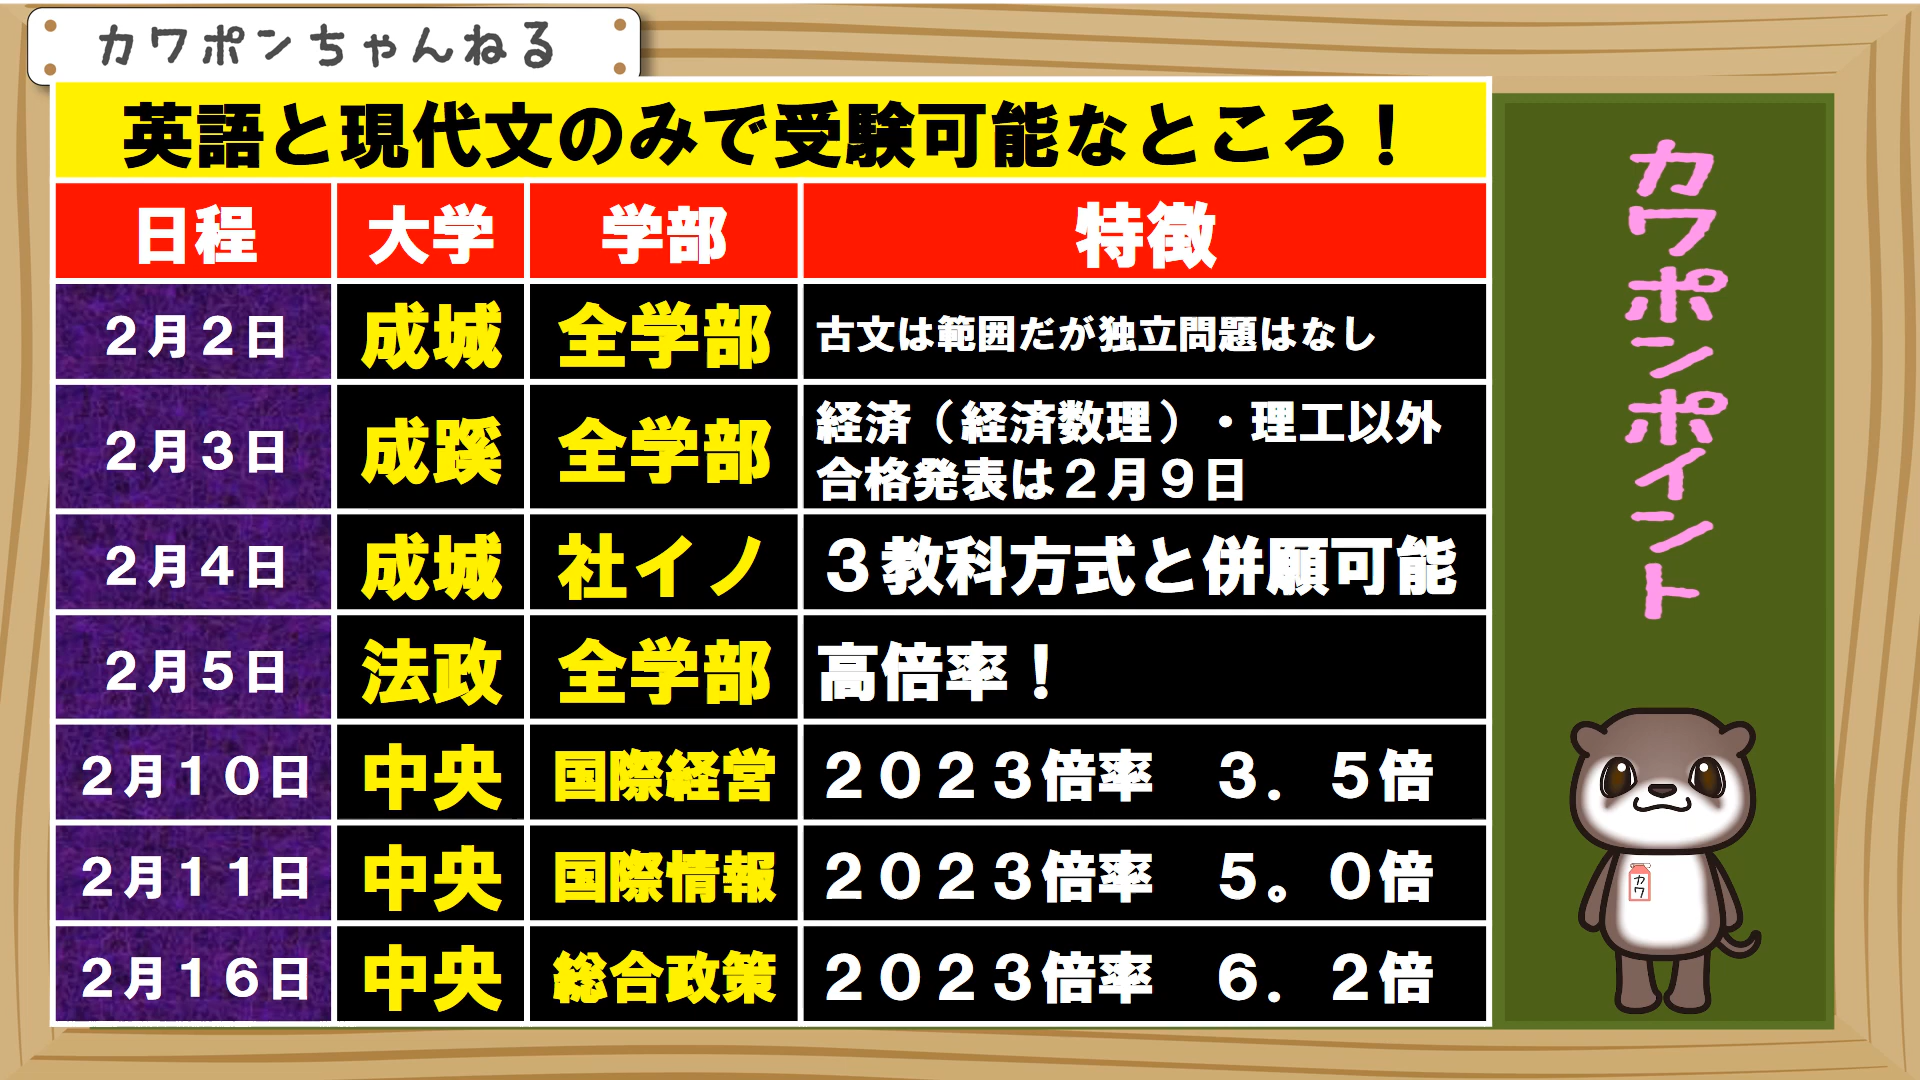 カワポンちゃんねる
英語と現代文のみで受験可能なところ！
日程 大学 学部 特徴
２月２日 成城 全学部 古文は範囲だが独立問題はなし
２月３日 成蹊 全学部 経済（経済数理）・理工以外
合格発表は２月９日
２月４日 成城 社イノ ３教科方式と併願可能
２月５日 法政 全学部 高倍率！
２月１０日 中央 国際経営 ２０２３倍率　３．５倍
２月１１日 中央 国際情報 ２０２３倍率　５。０倍
２月１６日 中央 総合政策 ２０２３倍率　６．２倍
カワポンポイント
カワ